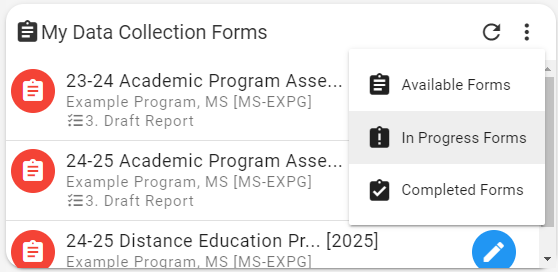 My Data Collection Forms
23-24 Academic Program Asse...
Example Program, MS [MS-EXPG]
3. Draft Report
24-25 Academic Program Asse...
Example Program, MS [MS-EXPG]
3. Draft Report
24-25 Distance Education Pr... [2025]
Example Program, MS [MS-EXPG]
Available Forms
In Progress Forms
Completed Forms